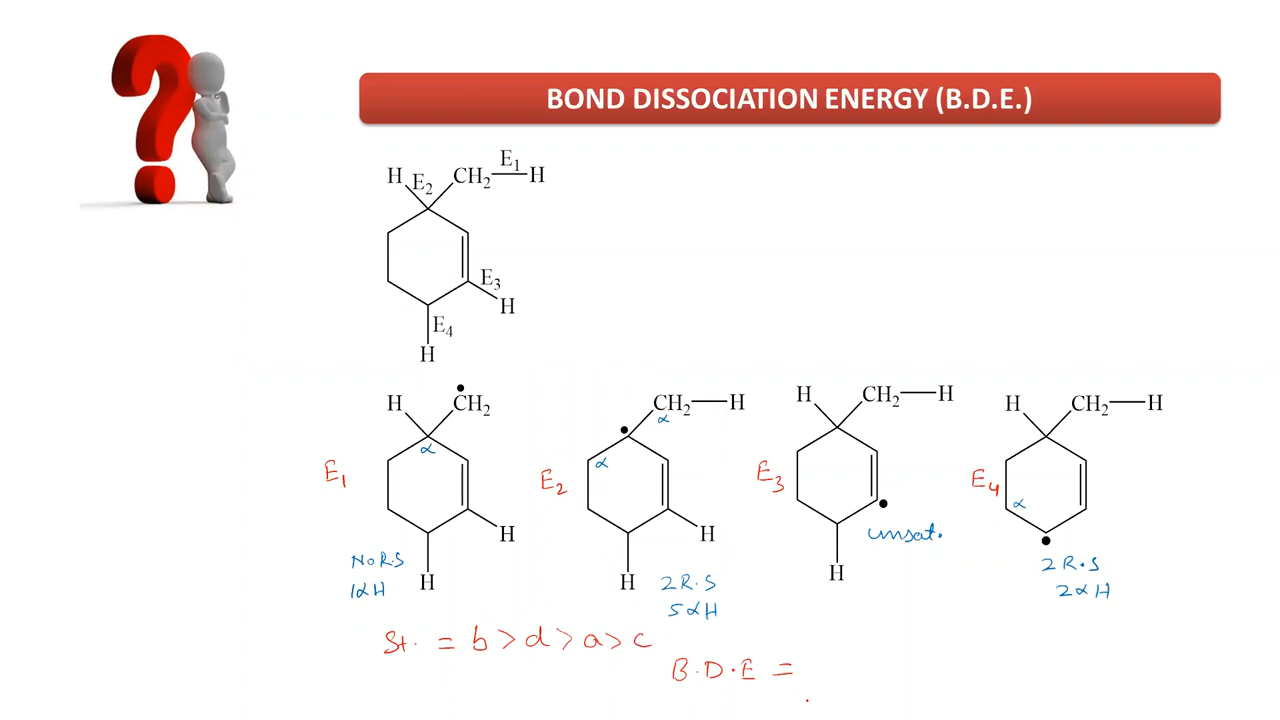 BOND DISSOCIATION ENERGY (B.D.E.)
H E₂ CH₂ E₁ H
E₃
H
E₄
H
H CH₂
α
E₁
H
NoR.S
1αH
H
CH₂ H
α
α
E₂
H
H
2R.S
5αH
H CH₂ H
E₃
unsat.
H
H CH₂ H
E₄
α
2R.S
2αH
St. = b > d > a > c
B.D.E =